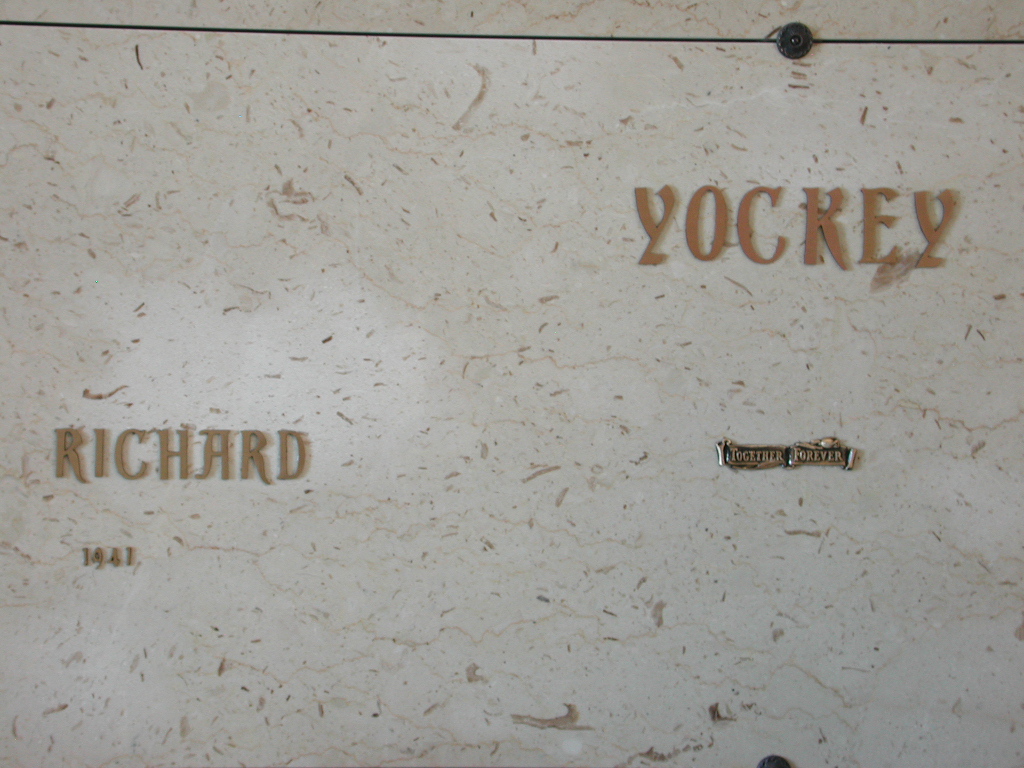 YOCKEY
RICHARD
TOGETHER FOREVER
1941